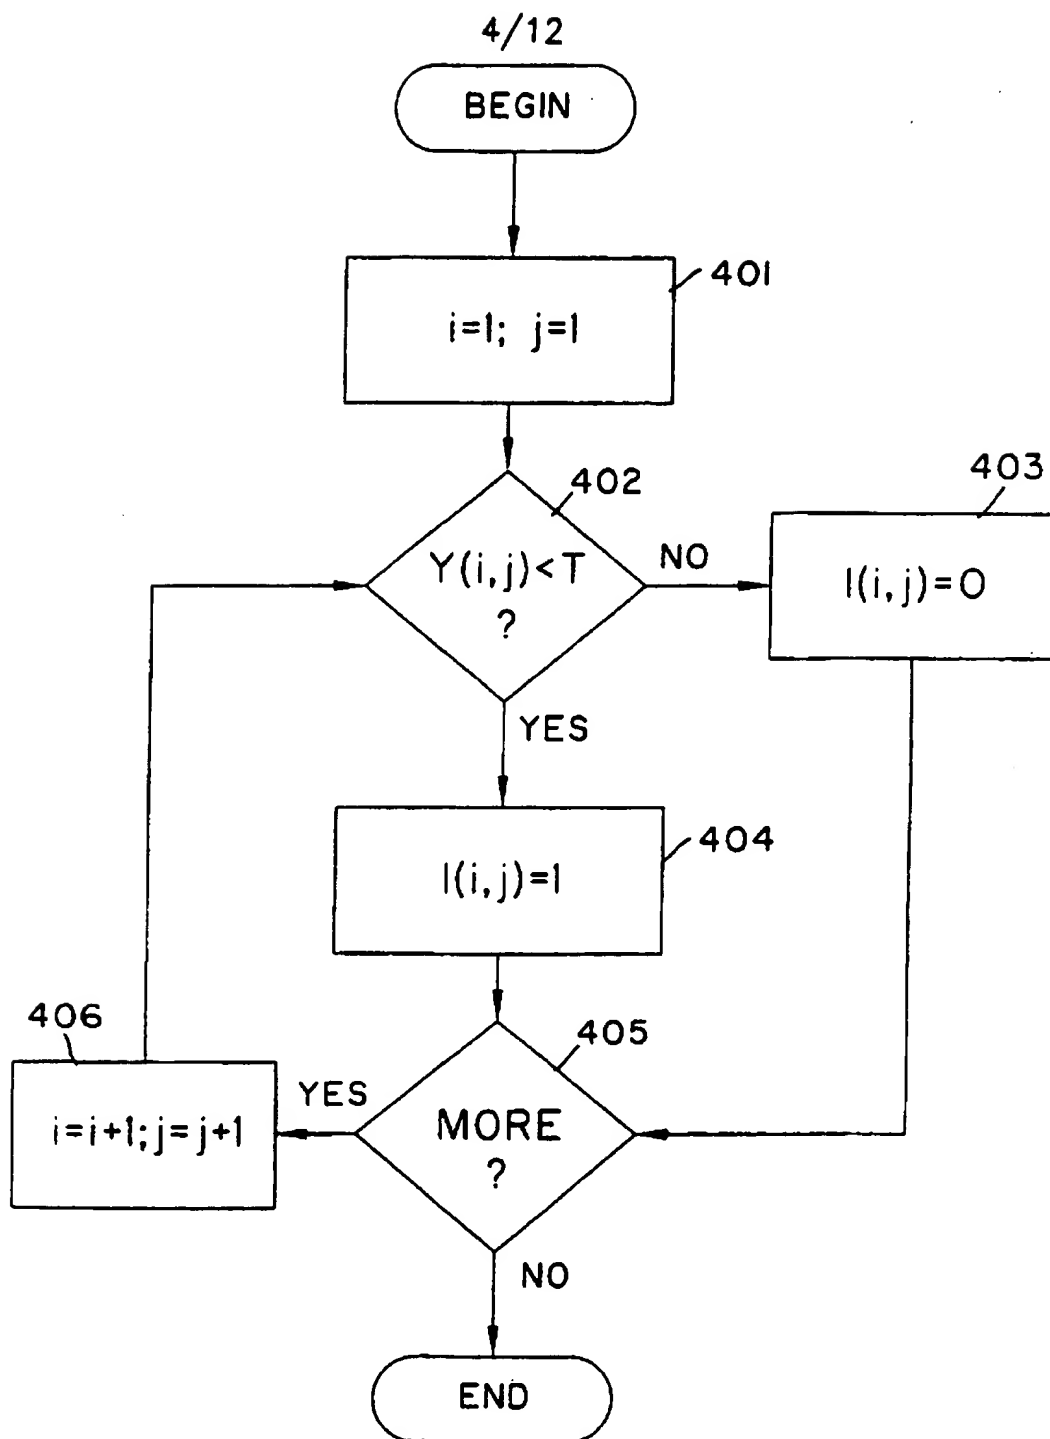 4/12
BEGIN
401
i=1; j=1
402
403
Y(i,j)<T
?
NO
I(i,j)=0
YES
404
I(i,j)=1
406
405
YES
i=i+1;j=j+1
MORE
?
NO
END